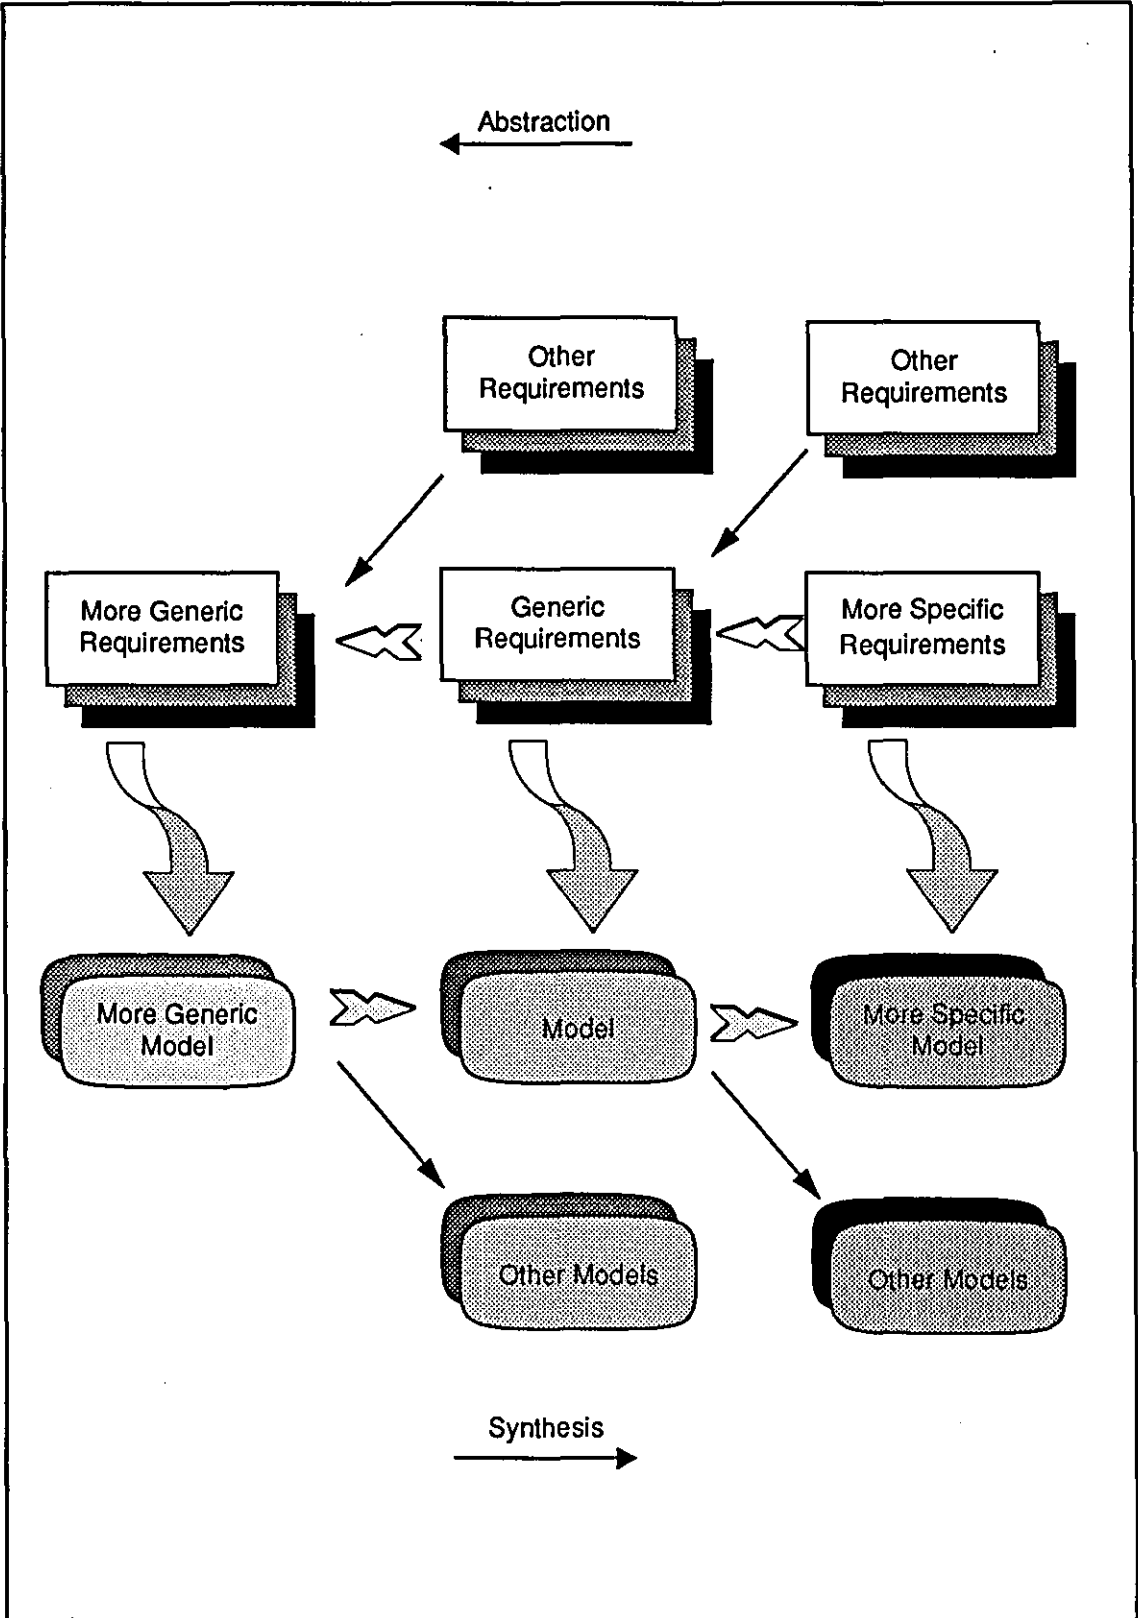 Abstraction
Other
Requirements
Other
Requirements
More Generic
Requirements
Generic
Requirements
More Specific
Requirements
More Generic
Model
Model
More Specific
Model
Other Models
Other Models
Synthesis